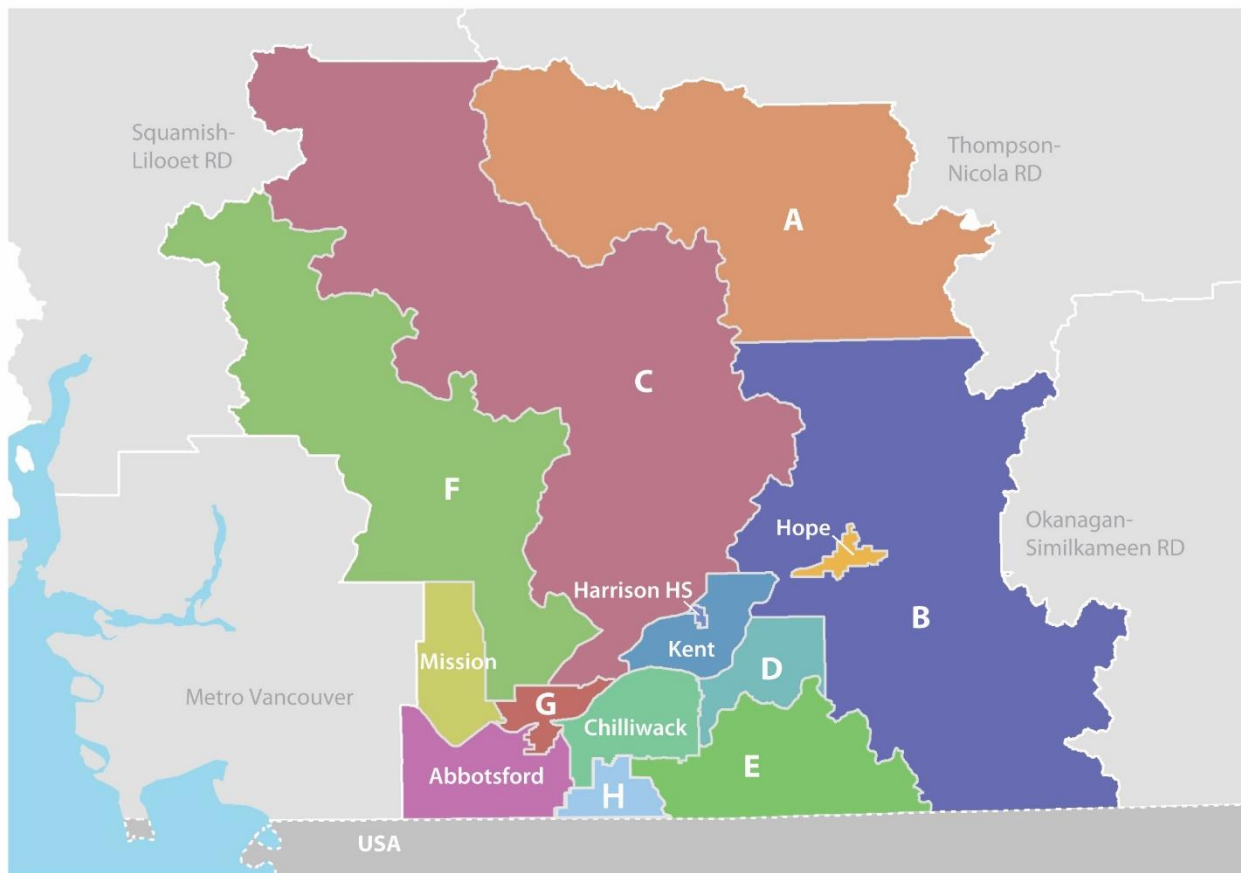 Squamish-
Lilooet RD
Thompson-
Nicola RD
A
C
F
Hope
Okanagan-
Similkameen RD
Harrison HS
B
Kent
Mission
D
Metro Vancouver
G
Chilliwack
Abbotsford
E
H
USA